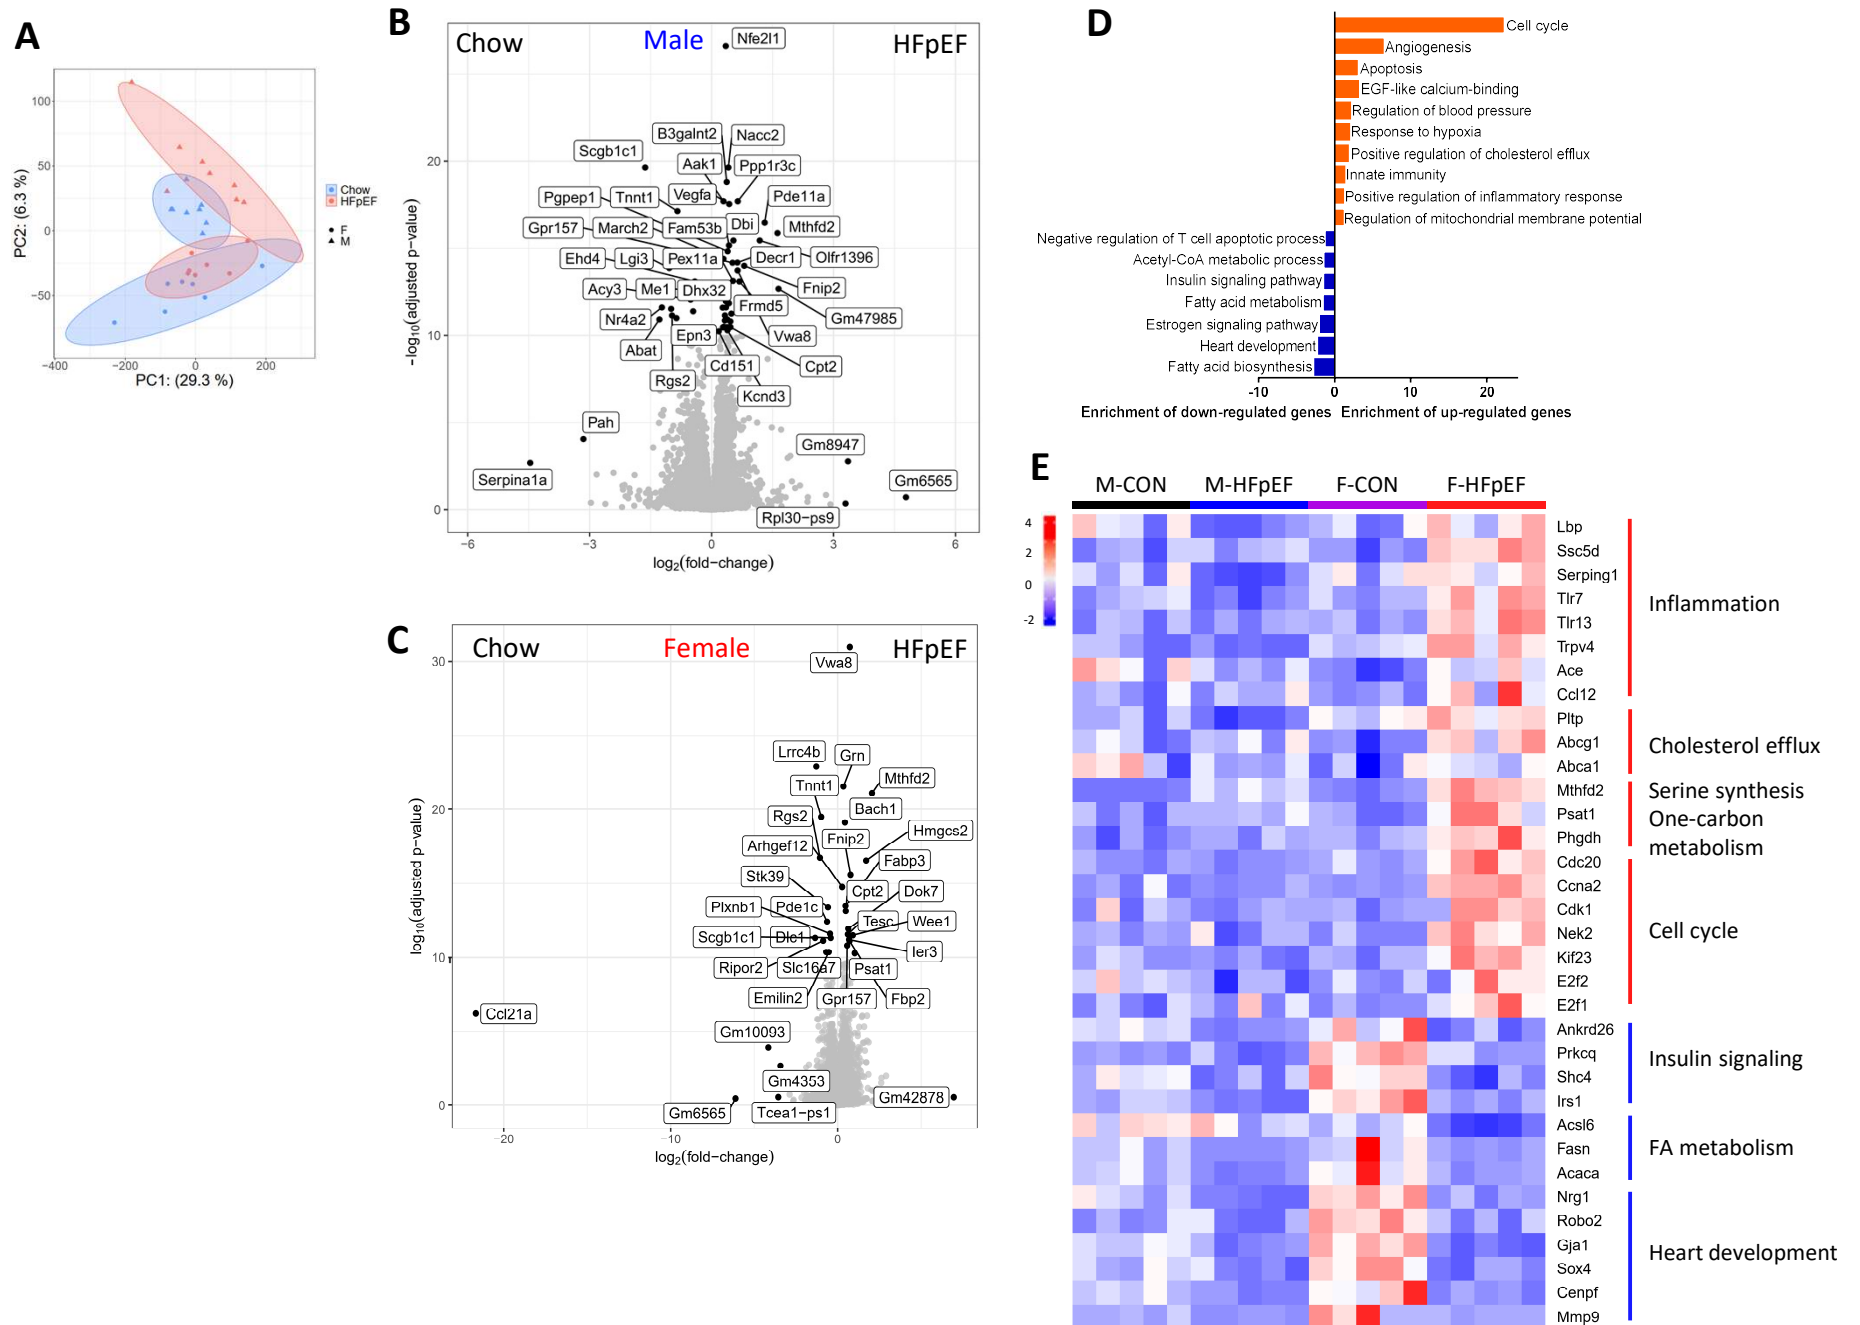 A
100
50
0
−50
−400
−200
0
200
PC2: (6.3 %)
PC1: (29.3 %)
Chow
HFpEF
F
M
B
Chow
Male
HFpEF
Nfe2l1
B3galnt2
Nacc2
Scgb1c1
Aak1
Ppp1r3c
Pgpep1
Tnnt1
Vegfa
Pde11a
Gpr157
March2
Fam53b
Dbi
Mthfd2
Ehd4
Lgi3
Pex11a
Decr1
Olfr1396
Acy3
Me1
Dhx32
Fnip2
Frmd5
Nr4a2
Gm47985
Epn3
Vwa8
Abat
Cd151
Cpt2
Rgs2
Kcnd3
Pah
Gm8947
Serpina1a
Gm6565
Rpl30−ps9
20
10
0
−6
−3
0
3
6
−log10(adjusted p−value)
log2(fold−change)
C
Chow
Female
HFpEF
Vwa8
Lrrc4b
Grn
Tnnt1
Mthfd2
Rgs2
Bach1
Arhgef12
Fnip2
Hmgcs2
Stk39
Fabp3
Plxnb1
Pde1c
Cpt2
Dok7
Scgb1c1
Dlc1
Tesc
Wee1
Ripor2
Slc16a7
Psat1
Ier3
Emilin2
Gpr157
Fbp2
Ccl21a
Gm10093
Gm4353
Gm42878
Gm6565
Tcea1−ps1
30
20
10
0
−20
−10
0
log10(adjusted p−value)
log2(fold−change)
D
Cell cycle
Angiogenesis
Apoptosis
EGF-like calcium-binding
Regulation of blood pressure
Response to hypoxia
Positive regulation of cholesterol efflux
Innate immunity
Positive regulation of inflammatory response
Regulation of mitochondrial membrane potential
Negative regulation of T cell apoptotic process
Acetyl-CoA metabolic process
Insulin signaling pathway
Fatty acid metabolism
Estrogen signaling pathway
Heart development
Fatty acid biosynthesis
-10
0
10
20
Enrichment of down-regulated genes
Enrichment of up-regulated genes
E
M-CON
M-HFpEF
F-CON
F-HFpEF
4
2
0
-2
Lbp
Ssc5d
Serping1
Tlr7
Tlr13
Trpv4
Ace
Ccl12
Pltp
Abcg1
Abca1
Mthfd2
Psat1
Phgdh
Cdc20
Ccna2
Cdk1
Nek2
Kif23
E2f2
E2f1
Ankrd26
Prkcq
Shc4
Irs1
Acsl6
Fasn
Acaca
Nrg1
Robo2
Gja1
Sox4
Cenpf
Mmp9
Inflammation
Cholesterol efflux
Serine synthesis
One-carbon
metabolism
Cell cycle
Insulin signaling
FA metabolism
Heart development